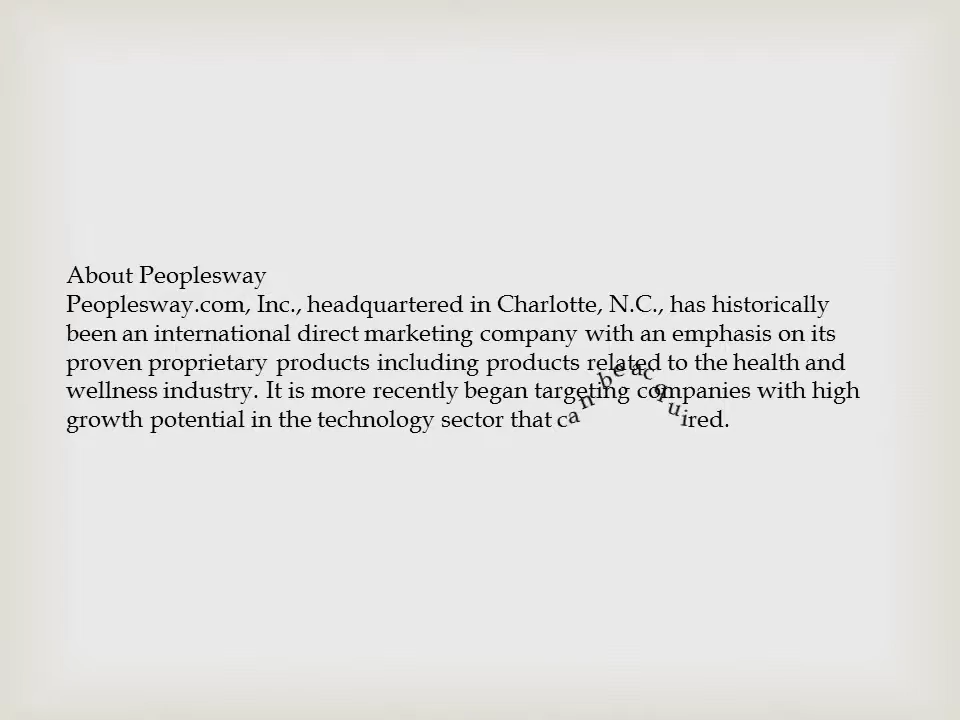 About Peoplesway
Peoplesway.com, Inc., headquartered in Charlotte, N.C., has historically
been an international direct marketing company with an emphasis on its
proven proprietary products including products related to the health and
wellness industry. It is more recently began targeting companies with high
growth potential in the technology sector that can be acquired.